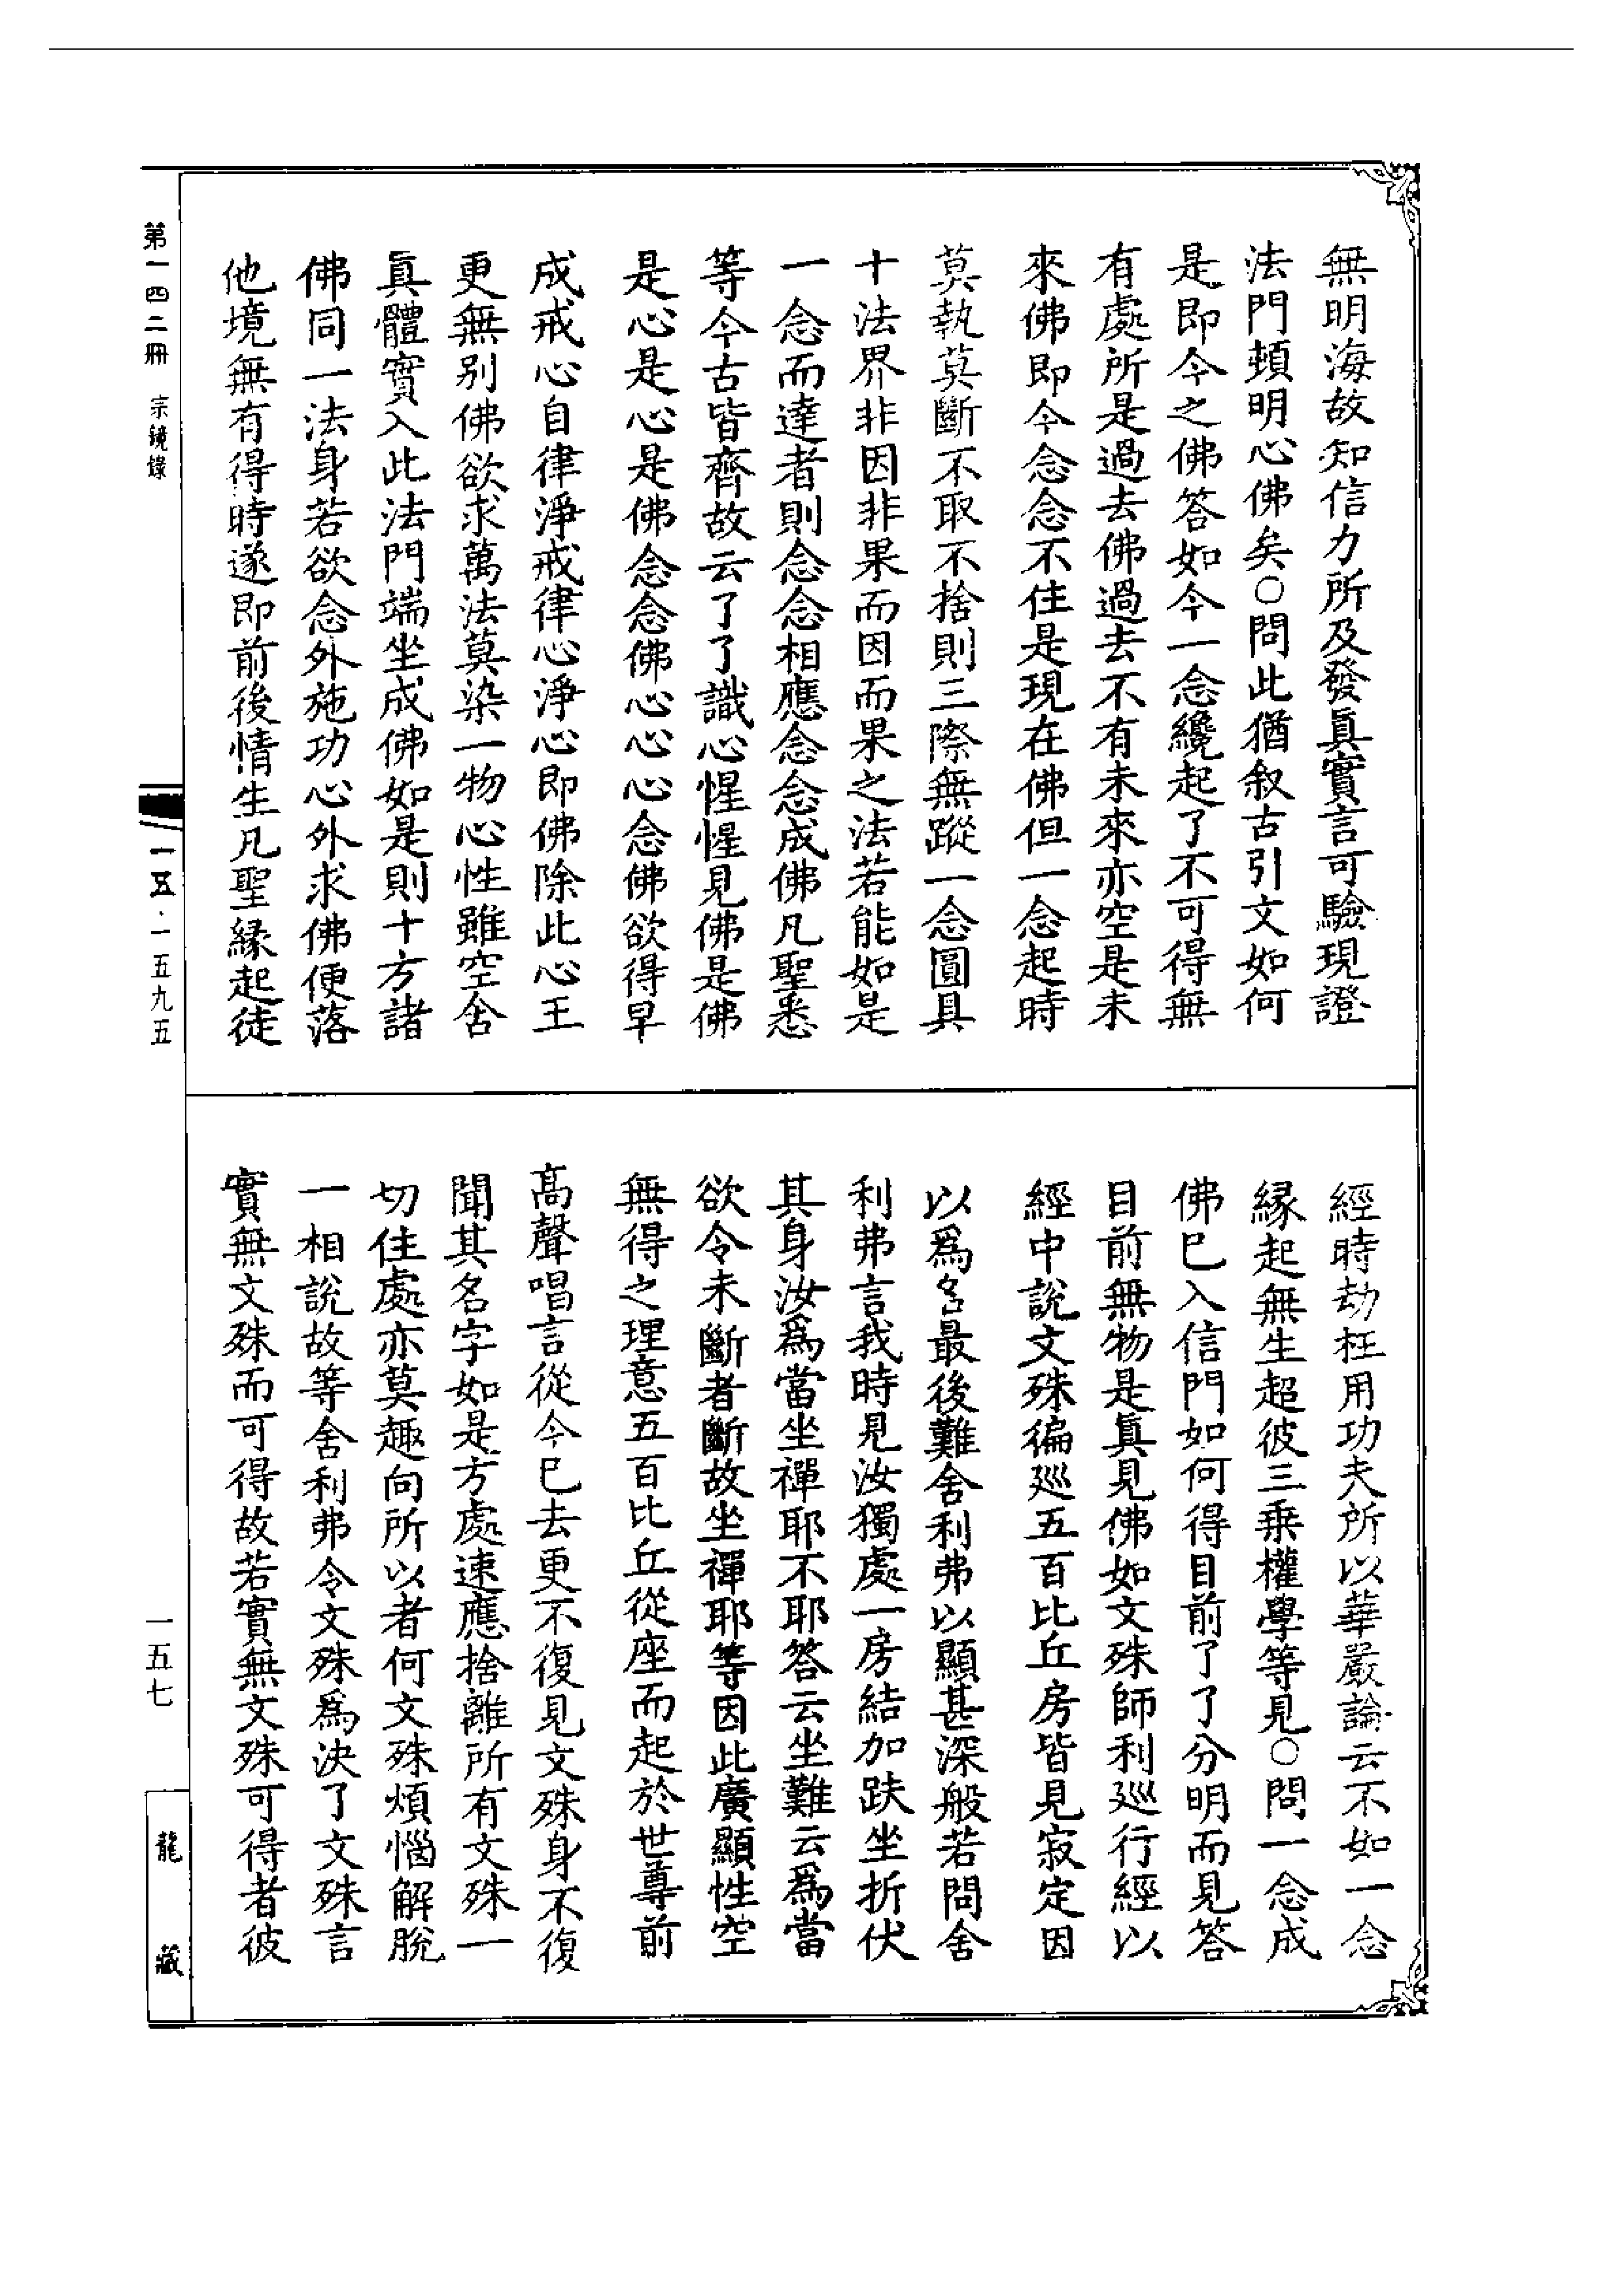 無明海故知信力所及發眞實言可驗現證
法門頓明心佛矣○問此猶叙古引文如何
是即今之佛答如今一念纔起了不可得無
有處所是過去佛過去不有未來亦空是未
來佛即今念念不住是現在佛但一念起時
莫執莫斷不取不捨則三際無蹤一念圓具
十法界非因非果而因而果之法若能如是
一念而達者則念念相應念念成佛凡聖悉
等今古皆齊故云了了識心惺惺見佛是佛
是心是心是佛念念佛心心心念佛欲得早
成戒心自律淨戒律心淨心即佛除此心王
更無别佛欲求萬法莫染一物心性雖空含
眞體實入此法門端坐成佛如是則十方諸
佛同一法身若欲念外施功心外求佛便落
他境無有得時遂即前後情生凡聖縁起徒
經時劫枉用功夫所以華嚴論云不如一念
縁起無生超彼三乗權學等見○問一念成
佛巳入信門如何得目前了了分明而見答
目前無物是眞見佛如文殊師利廵行經以
經中說文殊徧廵五百比丘房皆見寂定因
以爲名最後難舍利弗以顯甚深般若問舍
利弗言我時見汝獨處一房結加趺坐折伏
其身汝爲當坐禪耶不耶答云坐難云爲當
欲令未斷者斷故坐禪耶等因此廣顯性空
無得之理意五百比丘從座而起於世尊前
高聲唱言從今巳去更不復見文殊身不復
聞其名字如是方處速應捨離所有文殊一
切住處亦莫趣向所以者何文殊煩惱解脫
一相說故等舍利弗令文殊爲決了文殊言
實無文殊而可得故若實無文殊可得者彼
第一四二冊 宗鏡錄
一五·一五九五
一五七
龍藏